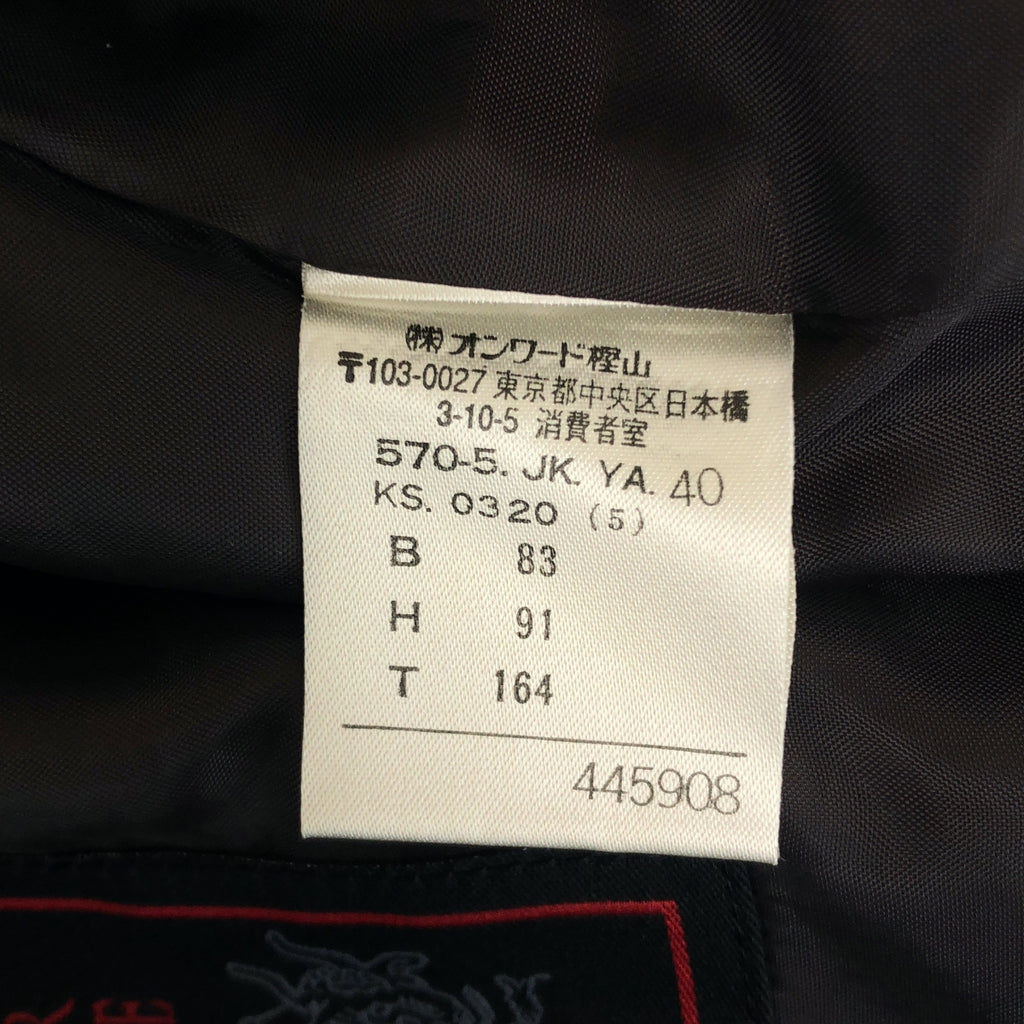 (株)オンワード樫山
〒103-0027 東京都中央区日本橋
3-10-5 消費者室
570-5. JK. YA. 40
KS. 0320 (5)
B 83
H 91
T 164
445908